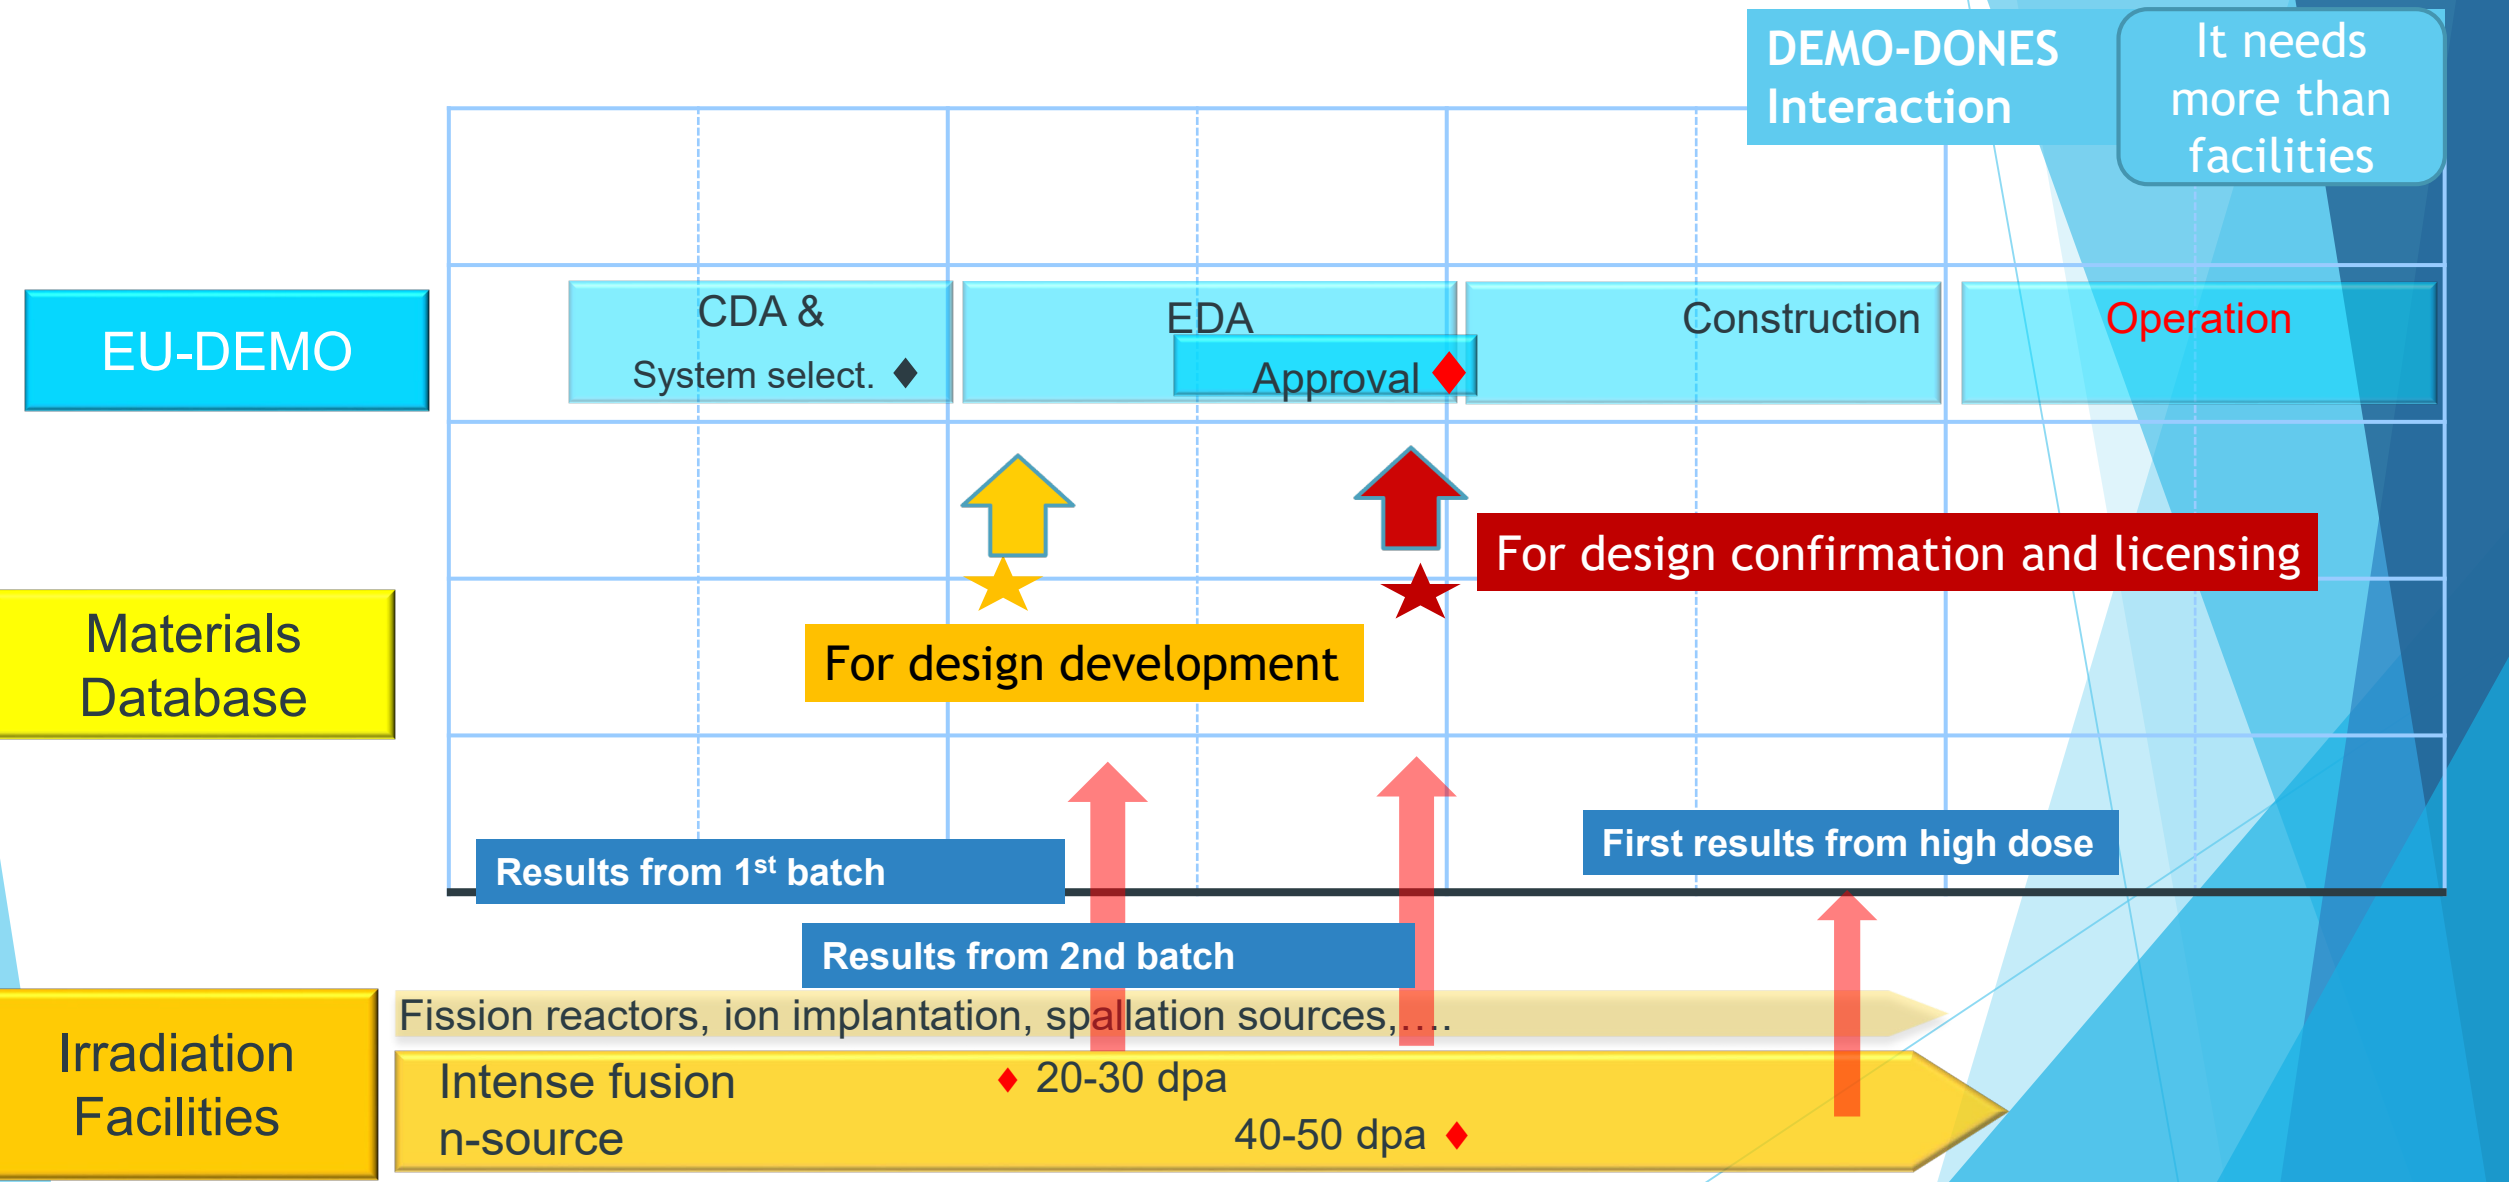 DEMO-DONES
Interaction
It needs
more than
facilities
EU-DEMO
CDA &
System select.
EDA
Approval
Construction
Operation
For design confirmation and licensing
Materials
Database
For design development
First results from high dose
Results from 1st batch
Results from 2nd batch
Irradiation
Facilities
Fission reactors, ion implantation, spallation sources,....
Intense fusion
n-source
20-30 dpa
40-50 dpa